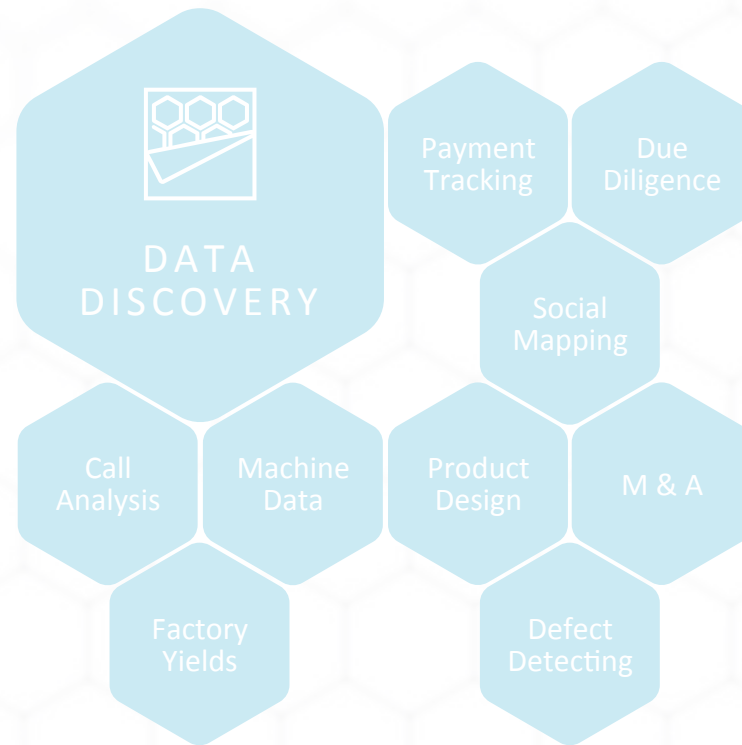 DATA
DISCOVERY
Payment
Tracking
Due
Diligence
Social
Mapping
Call
Analysis
Machine
Data
Product
Design
M & A
Factory
Yields
Defect
Detecting